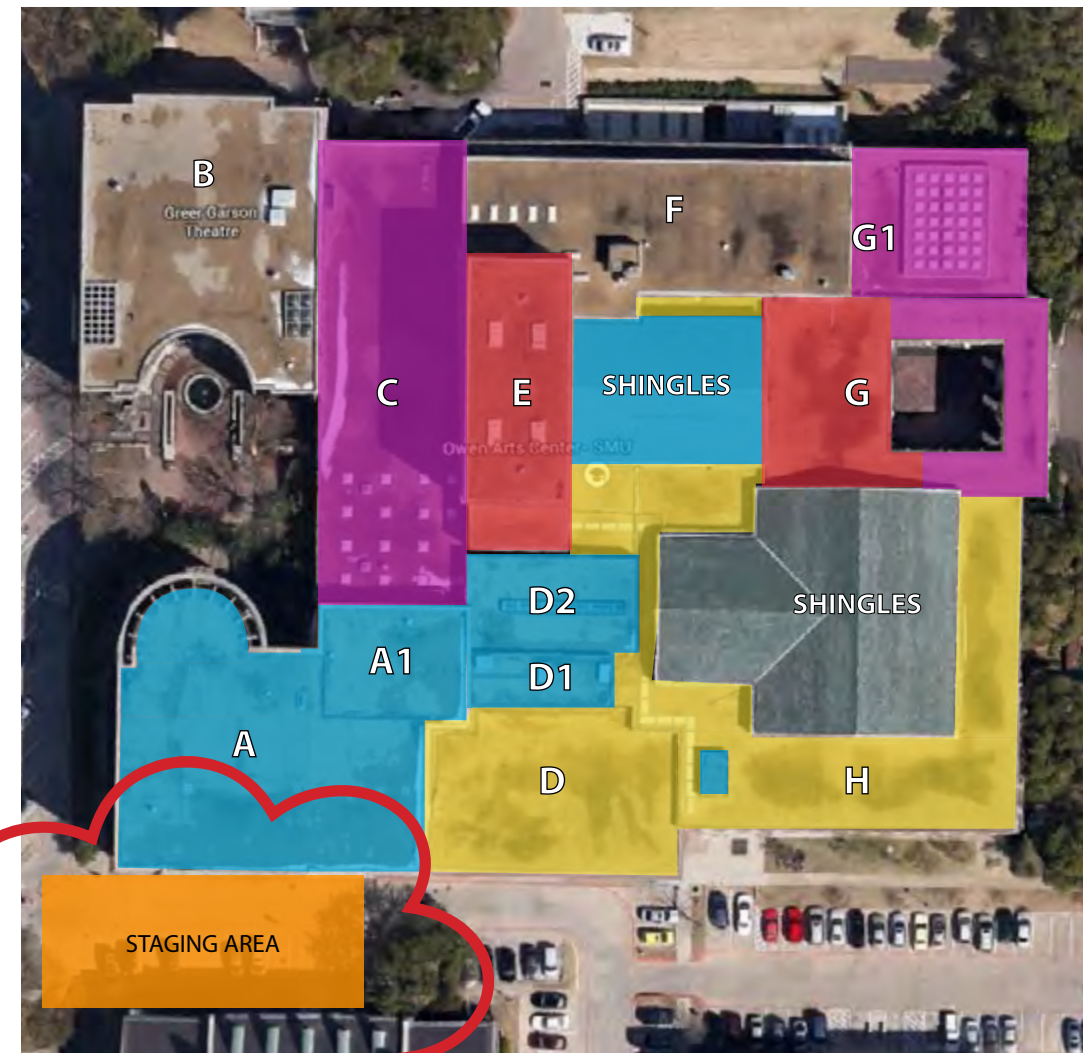 B
Greer Garson
Theatre
F
G1
C
E
SHINGLES
G
Owen Arts Center - SMU
D2
SHINGLES
A1
D1
A
D
H
STAGING AREA